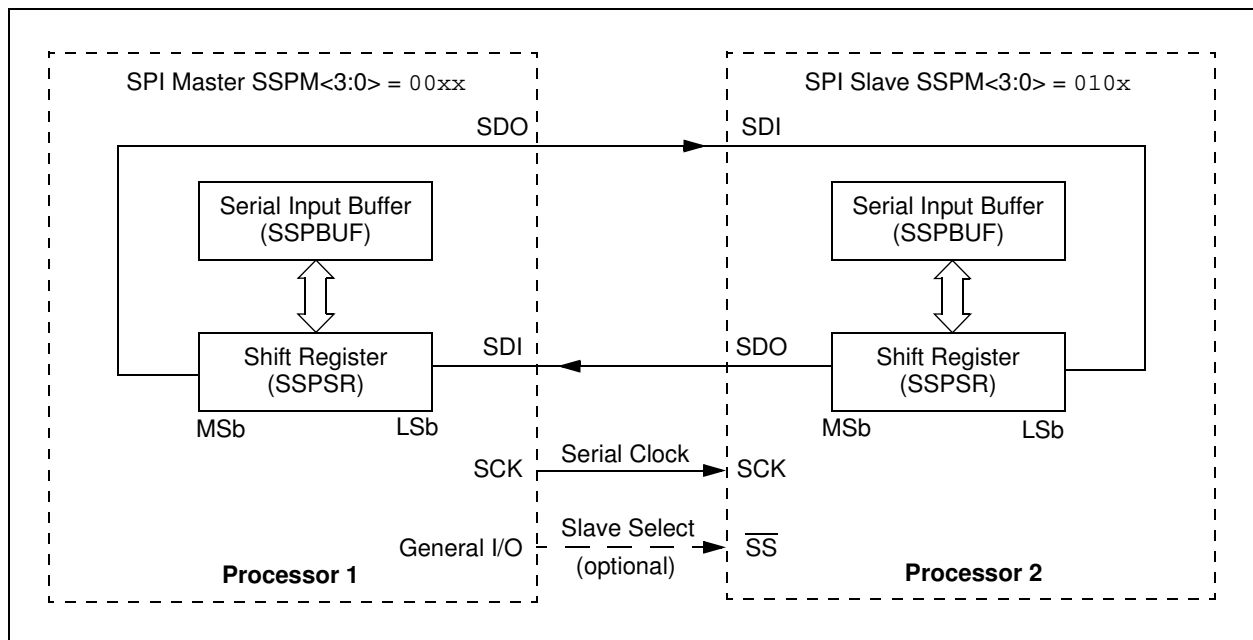 SPI Master SSPM<3:0> = 00xx
SDO
Serial Input Buffer
(SSPBUF)
Shift Register
(SSPSR)
MSb
LSb
SDI
SCK
General I/O
Processor 1
Serial Clock
Slave Select
(optional)
SPI Slave SSPM<3:0> = 010x
SDI
Serial Input Buffer
(SSPBUF)
SDO
Shift Register
(SSPSR)
MSb
LSb
SCK
S̅S̅
Processor 2